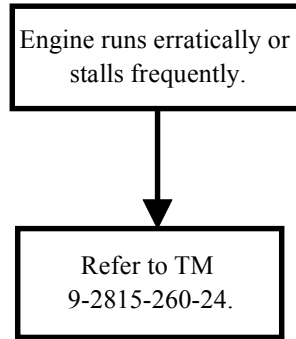 Engine runs erratically or
stalls frequently.
Refer to TM
9-2815-260-24.